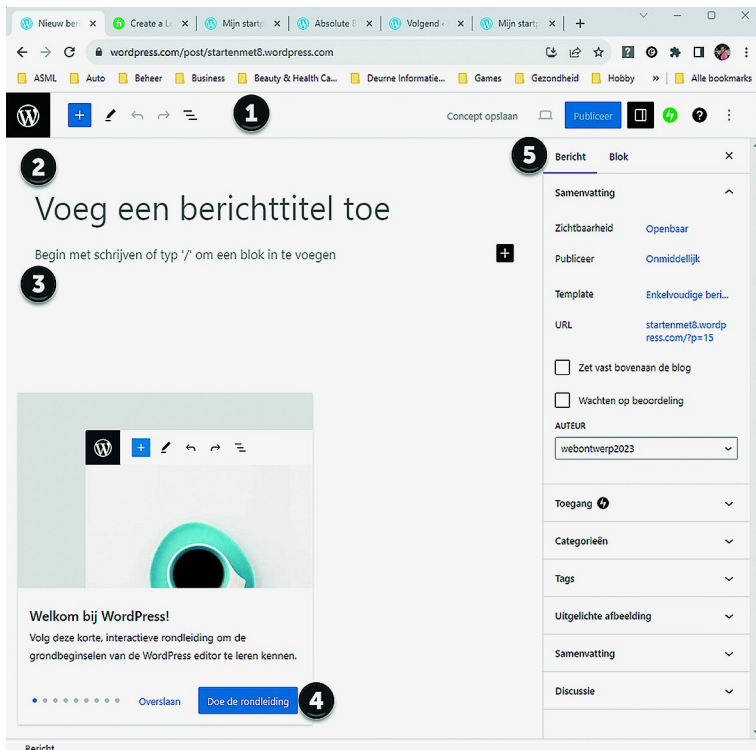 Nieuw ber
Create a Lo
Mijn startp
Absolute B
Volgend
Mijn startp
wordpress.com/post/startenmet8.wordpress.com
ASML Auto Beheer Business Beauty & Health Ca... Deurne Informatie... Games Gezondheid Hobby » Alle bookmarks
1
Concept opslaan
Publiceer
2
Voeg een berichttitel toe
Begin met schrijven of typ '/' om een blok in te voegen
3
Welkom bij WordPress!
Volg deze korte, interactieve rondleiding om de
grondbeginselen van de WordPress editor te leren kennen.
Overslaan
Doe de rondleiding
4
5
Bericht Blok
Samenvatting
Zichtbaarheid Openbaar
Publiceer Onmiddellijk
Template Enkelvoudige beri...
URL startenmet8.wordp
ress.com/?p=15
Zet vast bovenaan de blog
Wachten op beoordeling
AUTEUR
webontwerp2023
Toegang
Categorieën
Tags
Uitgelichte afbeelding
Samenvatting
Discussie
Bericht